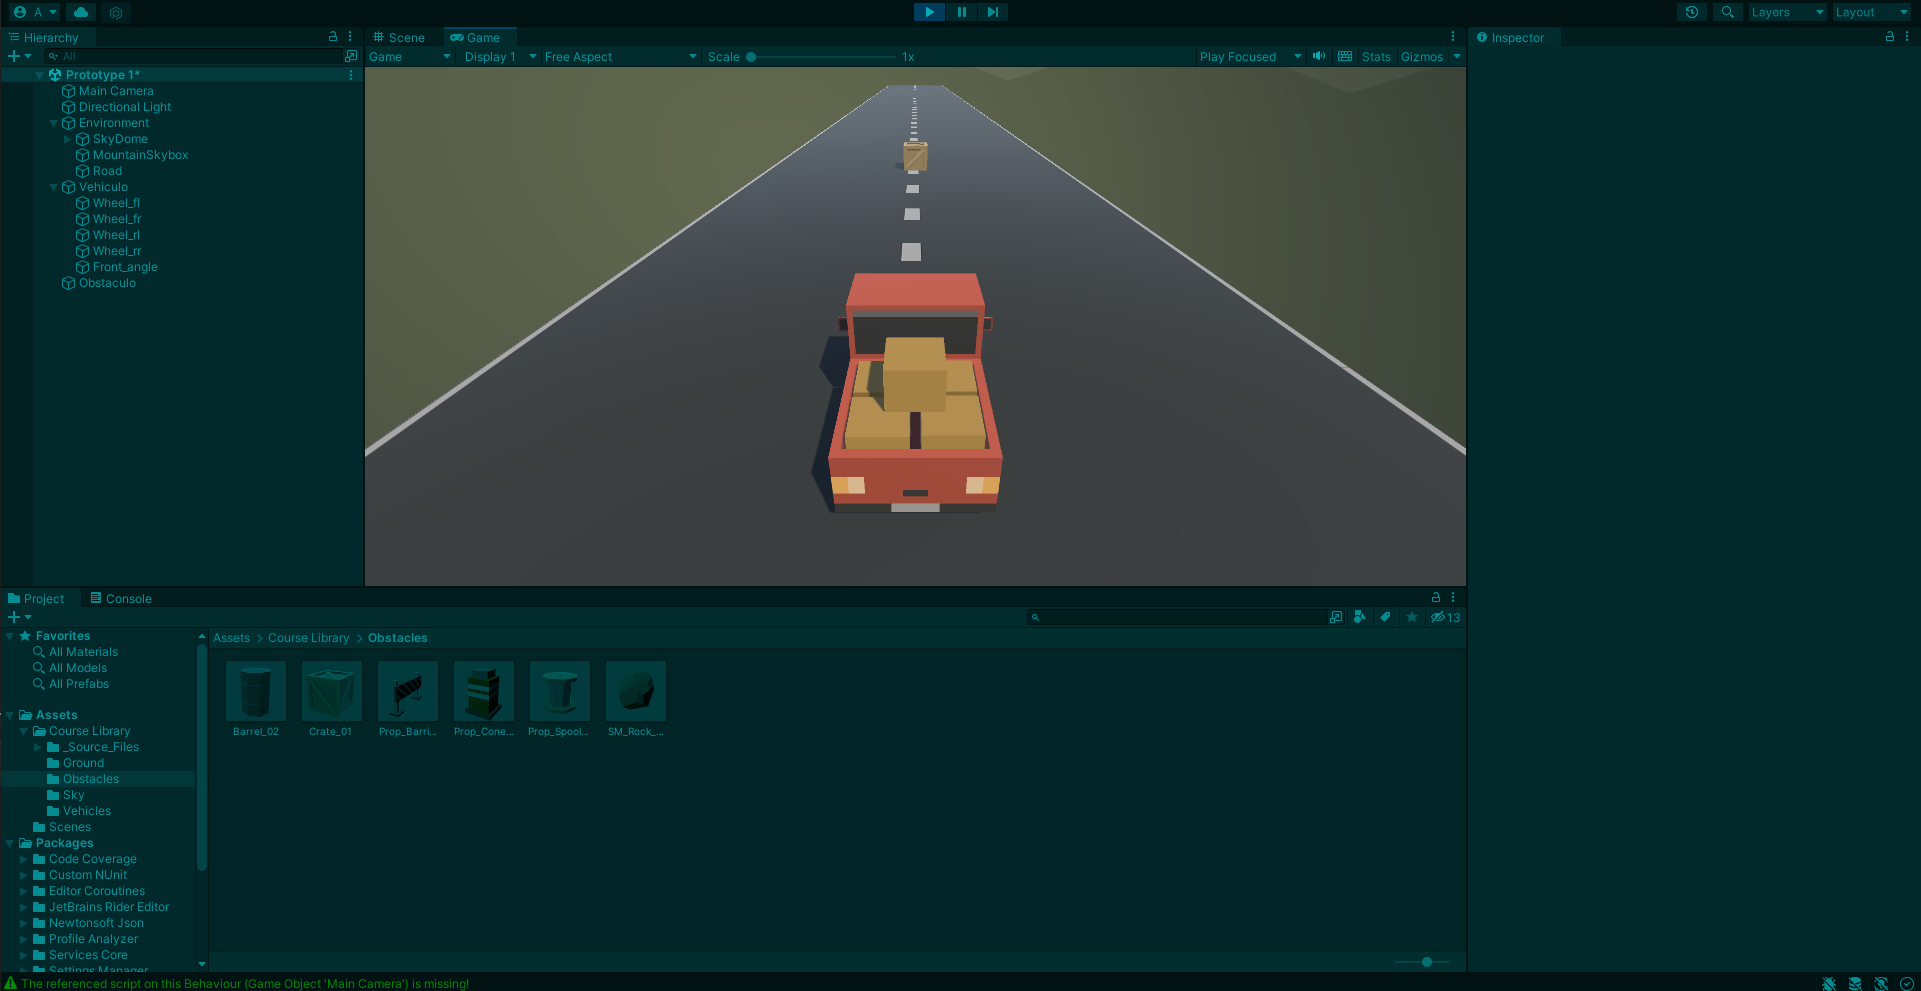 A
Layers
Layout
Hierarchy
All
Prototype 1*
Main Camera
Directional Light
Environment
SkyDome
MountainSkybox
Road
Vehiculo
Wheel_fl
Wheel_fr
Wheel_rl
Wheel_rr
Front_angle
Obstaculo
Scene
Game
Game
Display 1
Free Aspect
Scale
1x
Play Focused
Stats
Gizmos
Inspector
Project
Console
13
Favorites
All Materials
All Models
All Prefabs
Assets
Course Library
_Source_Files
Ground
Obstacles
Sky
Vehicles
Scenes
Packages
Code Coverage
Custom NUnit
Editor Coroutines
JetBrains Rider Editor
Newtonsoft Json
Profile Analyzer
Services Core
Settings Manager
Assets > Course Library > Obstacles
Barrel_02
Crate_01
Prop_Barri...
Prop_Cone...
Prop_Spool...
SM_Rock_...
The referenced script on this Behaviour (Game Object 'Main Camera') is missing!